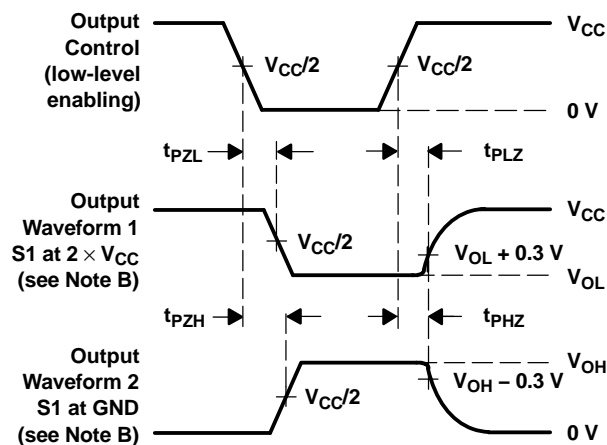 Output
Control
(low-level
enabling)
VCC
VCC/2
VCC/2
0 V
tPZL
tPLZ
Output
Waveform 1
S1 at 2 × VCC
(see Note B)
VCC
VCC/2
VOL + 0.3 V
VOL
tPZH
tPHZ
Output
Waveform 2
S1 at GND
(see Note B)
VOH
VCC/2
VOH − 0.3 V
0 V